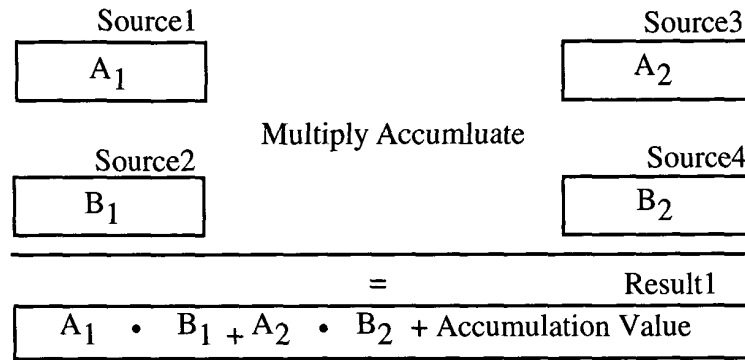 Source1 Source3
A1 A2
Multiply Accumluate
Source2 Source4
B1 B2
= Result1
A1 • B1 + A2 • B2 + Accumulation Value